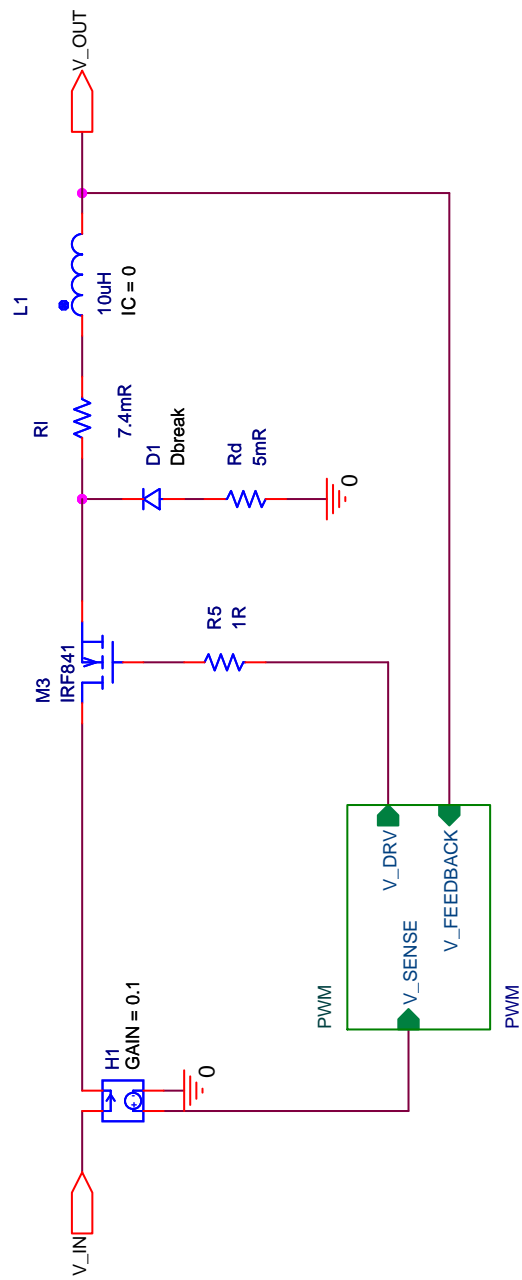 V_IN
H1
GAIN = 0.1
0
PWM
V_SENSE
V_DRV
V_FEEDBACK
PWM
M3
IRF841
R5
1R
Rl
7.4mR
D1
Dbreak
Rd
5mR
0
L1
10uH
IC = 0
V_OUT